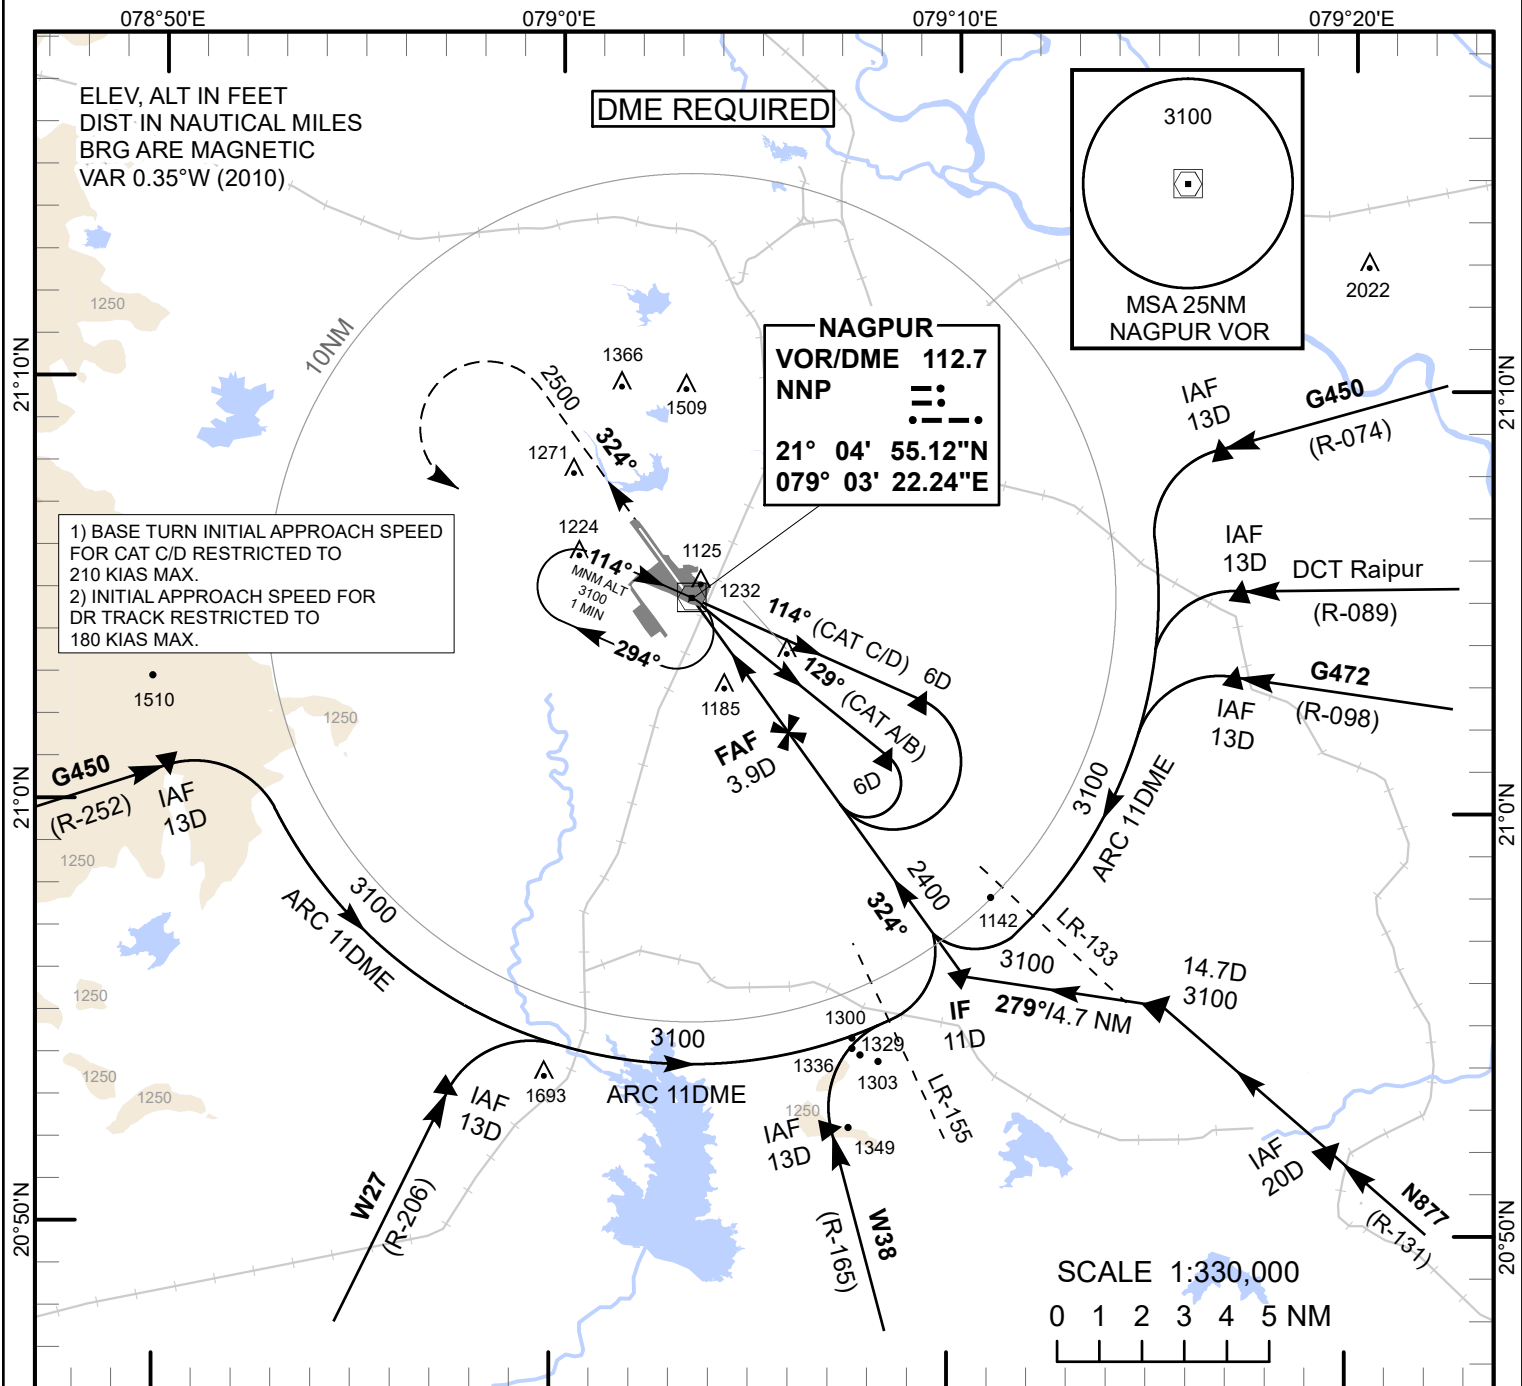 078°50'E
079°0'E
079°10'E
079°20'E
ELEV, ALT IN FEET
DIST IN NAUTICAL MILES
BRG ARE MAGNETIC
VAR 0.35°W (2010)
DME REQUIRED
3100
MSA 25NM
NAGPUR VOR
2022
1250
10NM
21°10'N
21°10'N
NAGPUR
VOR/DME 112.7
NNP
21° 04' 55.12"N
079° 03' 22.24"E
1366
1509
2500
324°
1271
IAF
13D
G450
(R-074)
1) BASE TURN INITIAL APPROACH SPEED
FOR CAT C/D RESTRICTED TO
210 KIAS MAX.
2) INITIAL APPROACH SPEED FOR
DR TRACK RESTRICTED TO
180 KIAS MAX.
1224
114°
MNM ALT
3100
1 MIN
294°
1125
1232
114° (CAT C/D) 6D
129° (CAT A/B)
6D
IAF
13D
DCT Raipur
(R-089)
G472
(R-098)
IAF
13D
1510
1250
1185
FAF
3.9D
G450
(R-252)
IAF
13D
21°0'N
21°0'N
1250
3100
ARC 11DME
3100
ARC 11DME
2400
324°
1142
LR-133
3100
279°/4.7 NM
14.7D
3100
IF
11D
1250
1300
1329
1336
1303
3100
ARC 11DME
1250
1250
1693
IAF
13D
W27
(R-206)
1250
1349
IAF
13D
LR-155
W38
(R-165)
IAF
20D
N877
(R-131)
20°50'N
20°50'N
SCALE 1:330,000
0 1 2 3 4 5 NM